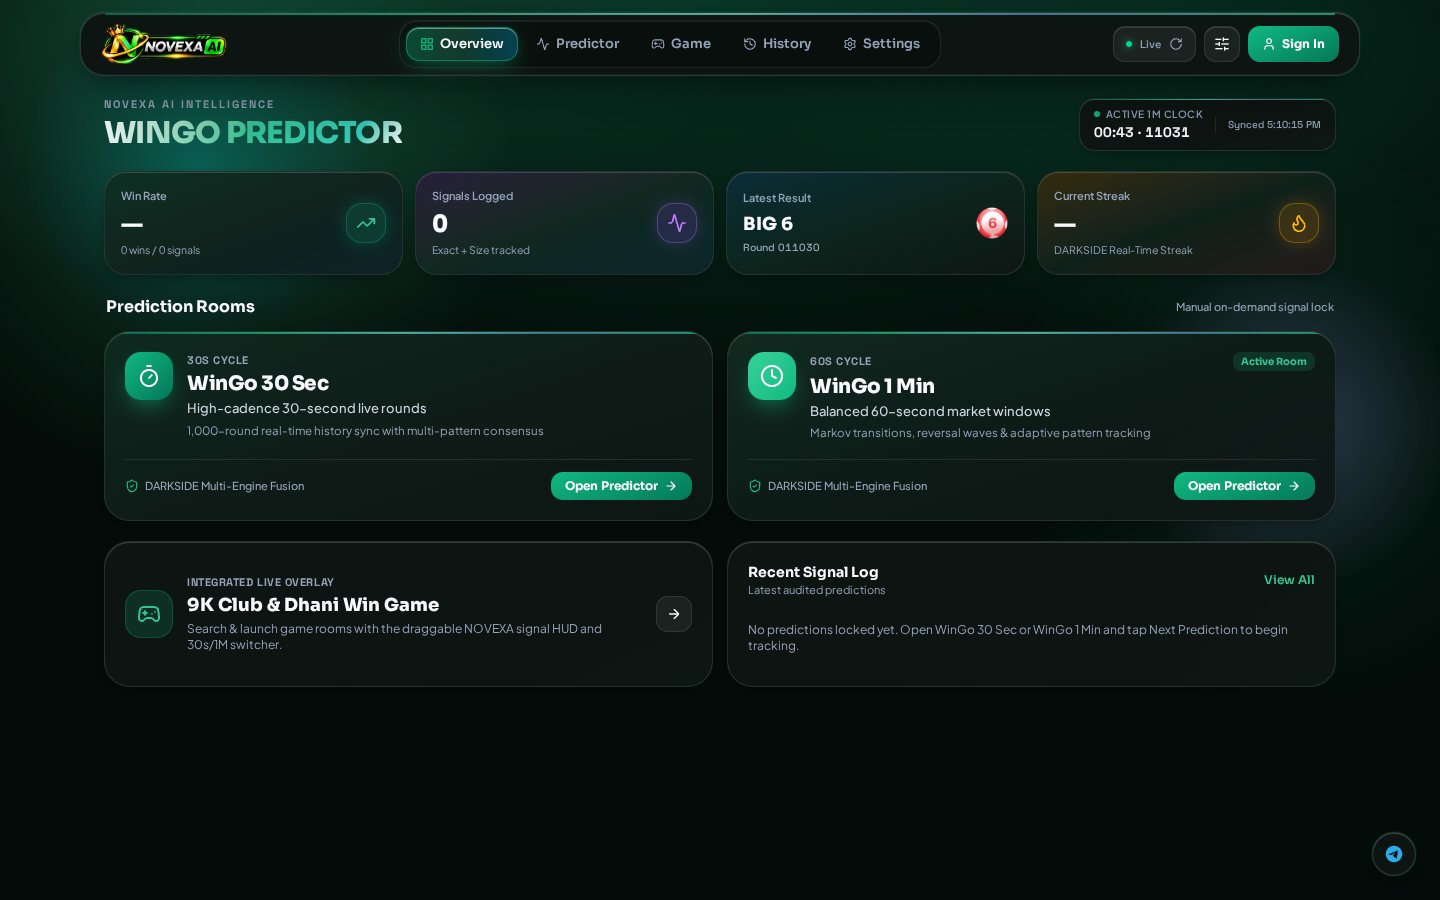 NOVEXA AI
Overview
Predictor
Game
History
Settings
Live
Sign In
NOVEXA AI INTELLIGENCE
WINGO PREDICTOR
ACTIVE 1M CLOCK
00:43 · 11031
Synced 5:10:15 PM
Win Rate
—
0 wins / 0 signals
Signals Logged
0
Exact + Size tracked
Latest Result
BIG 6
Round 011030
6
Current Streak
—
DARKSIDE Real-Time Streak
Prediction Rooms
Manual on-demand signal lock
30S CYCLE
WinGo 30 Sec
High-cadence 30-second live rounds
1,000-round real-time history sync with multi-pattern consensus
DARKSIDE Multi-Engine Fusion
Open Predictor
60S CYCLE
Active Room
WinGo 1 Min
Balanced 60-second market windows
Markov transitions, reversal waves & adaptive pattern tracking
DARKSIDE Multi-Engine Fusion
Open Predictor
INTEGRATED LIVE OVERLAY
9K Club & Dhani Win Game
Search & launch game rooms with the draggable NOVEXA signal HUD and
30s/1M switcher.
Recent Signal Log
Latest audited predictions
View All
No predictions locked yet. Open WinGo 30 Sec or WinGo 1 Min and tap Next Prediction to begin
tracking.